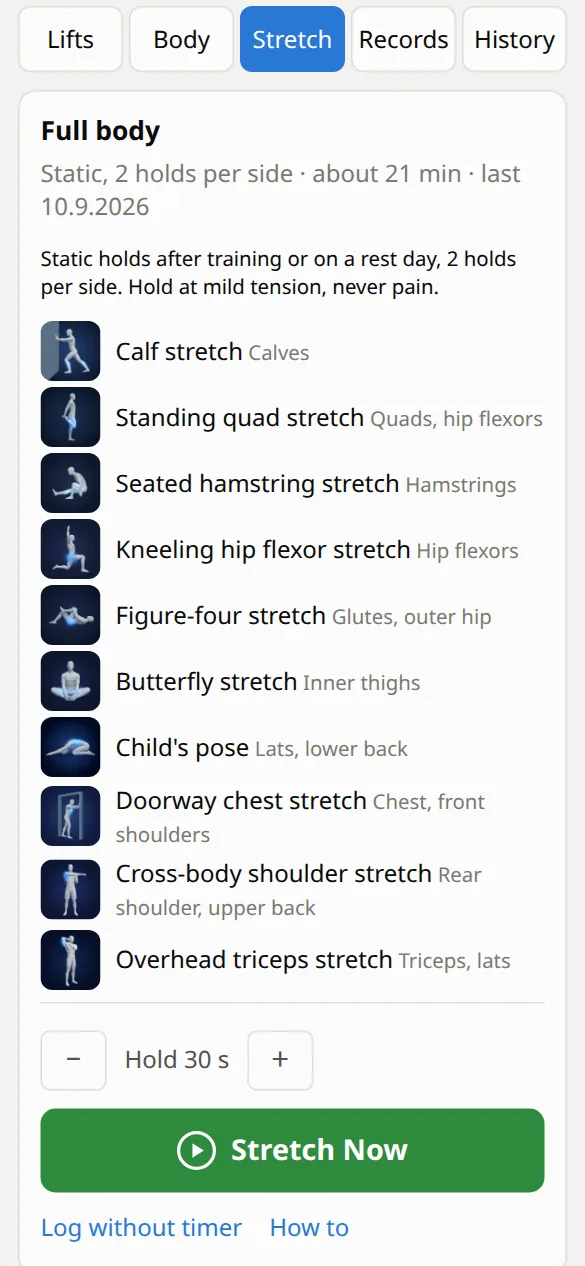 Lifts Body Stretch Records History
Full body
Static, 2 holds per side · about 21 min · last
10.9.2026
Static holds after training or on a rest day, 2 holds
per side. Hold at mild tension, never pain.
Calf stretch Calves
Standing quad stretch Quads, hip flexors
Seated hamstring stretch Hamstrings
Kneeling hip flexor stretch Hip flexors
Figure-four stretch Glutes, outer hip
Butterfly stretch Inner thighs
Child's pose Lats, lower back
Doorway chest stretch Chest, front
shoulders
Cross-body shoulder stretch Rear
shoulder, upper back
Overhead triceps stretch Triceps, lats
− Hold 30 s +
Stretch Now
Log without timer How to